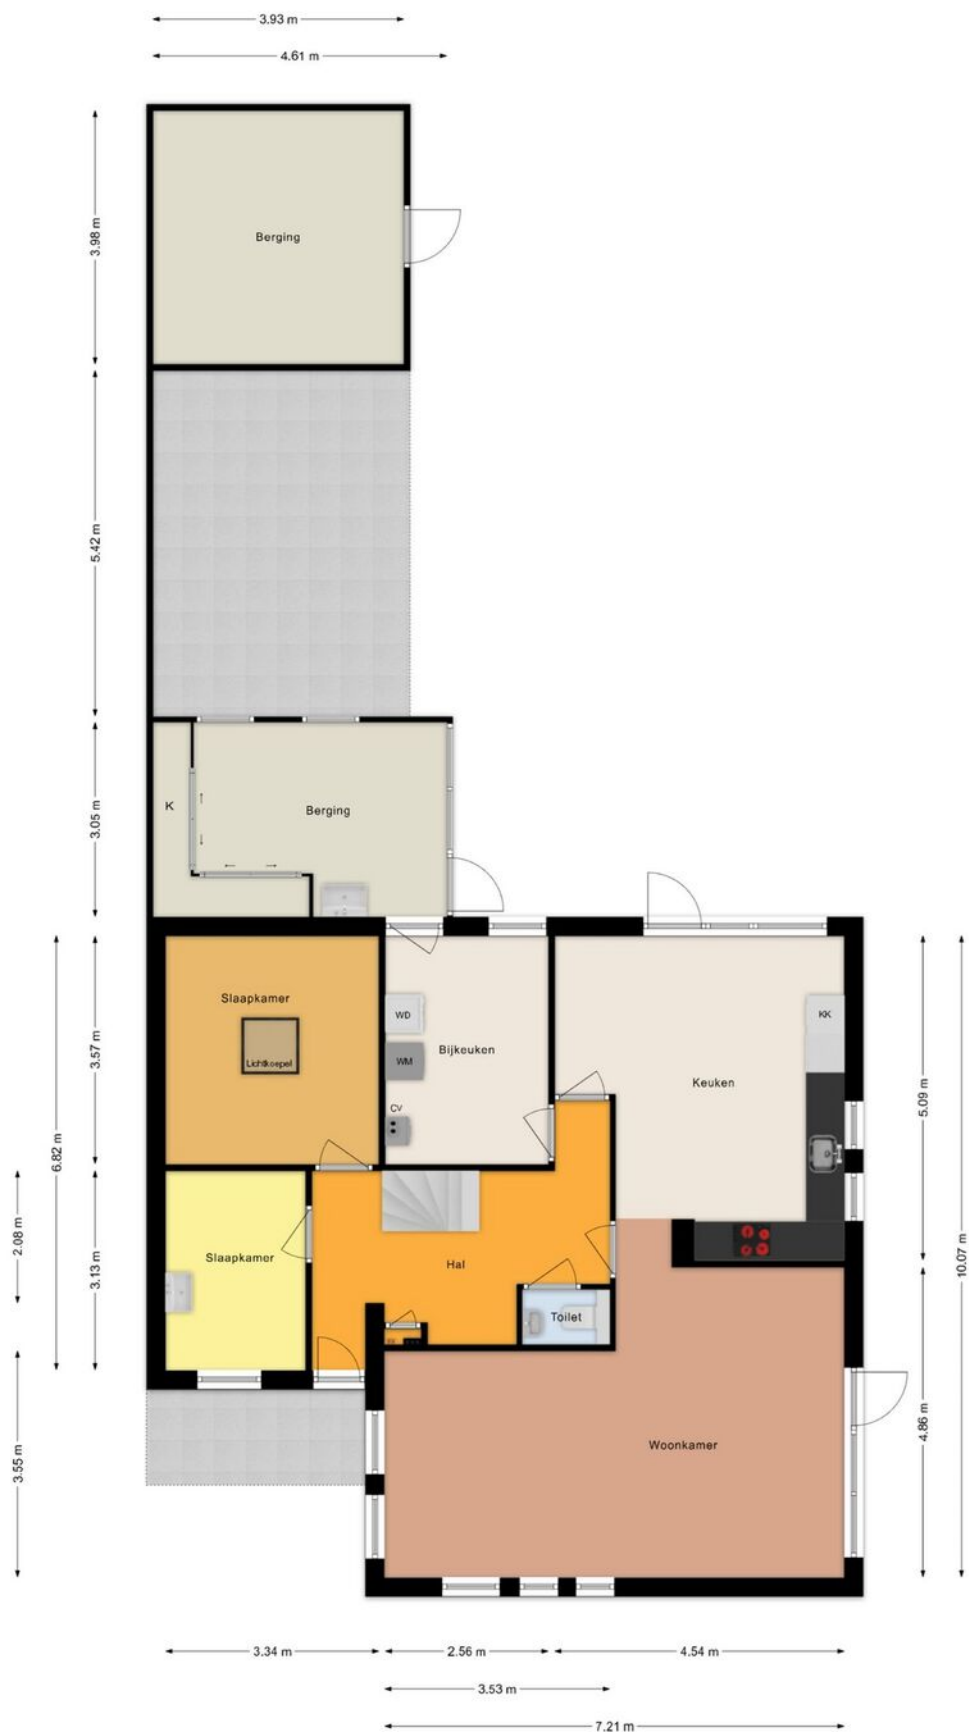 3.93 m
4.61 m
3.98 m
Berging
5.42 m
3.05 m
K
Berging
Slaapkamer
Lichtkoepel
WD
WM
CV
Bijkeuken
KK
Keuken
3.57 m
6.82 m
5.09 m
10.07 m
2.08 m
3.13 m
Slaapkamer
Hal
Toilet
3.55 m
Woonkamer
4.86 m
3.34 m
2.56 m
4.54 m
3.53 m
7.21 m